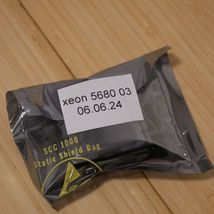 xeon 5680 03
06.06.24
SCC 1000
Static Shield Bag